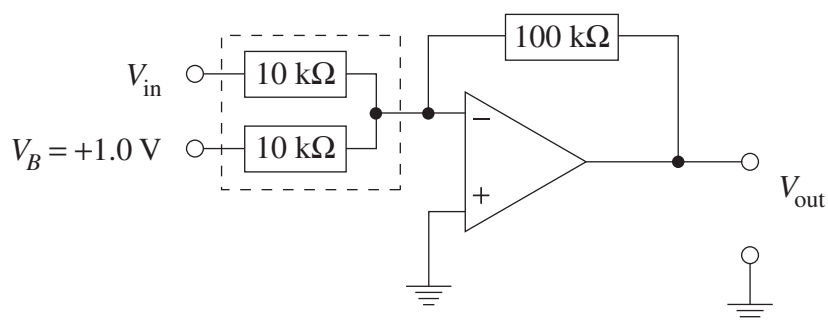 100 kΩ
V_in
10 kΩ
V_B = +1.0 V
10 kΩ
−
+
V_out